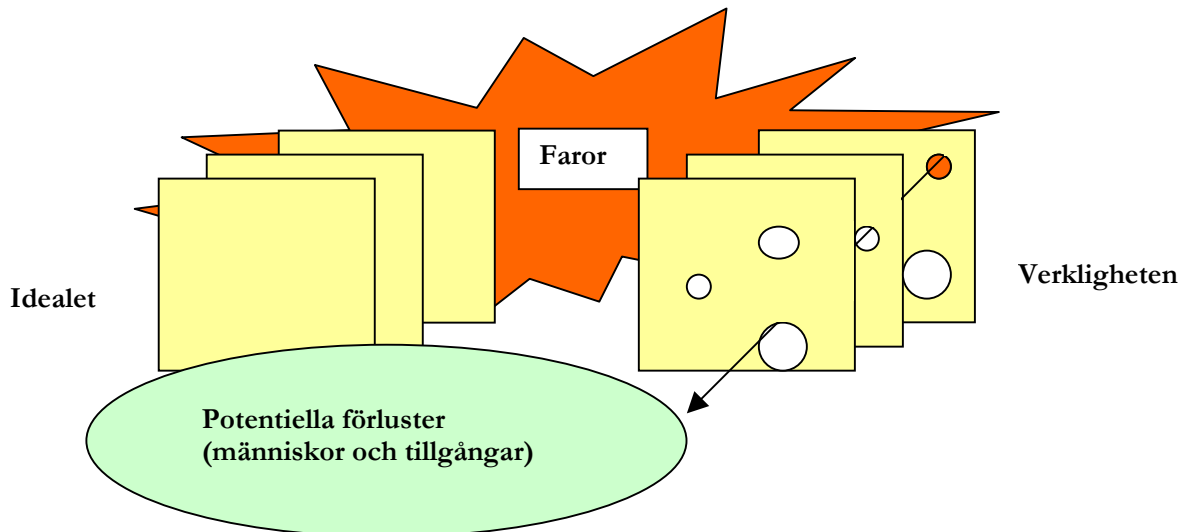 Faror
Idealet
Verkligheten
Potentiella förluster
(människor och tillgångar)